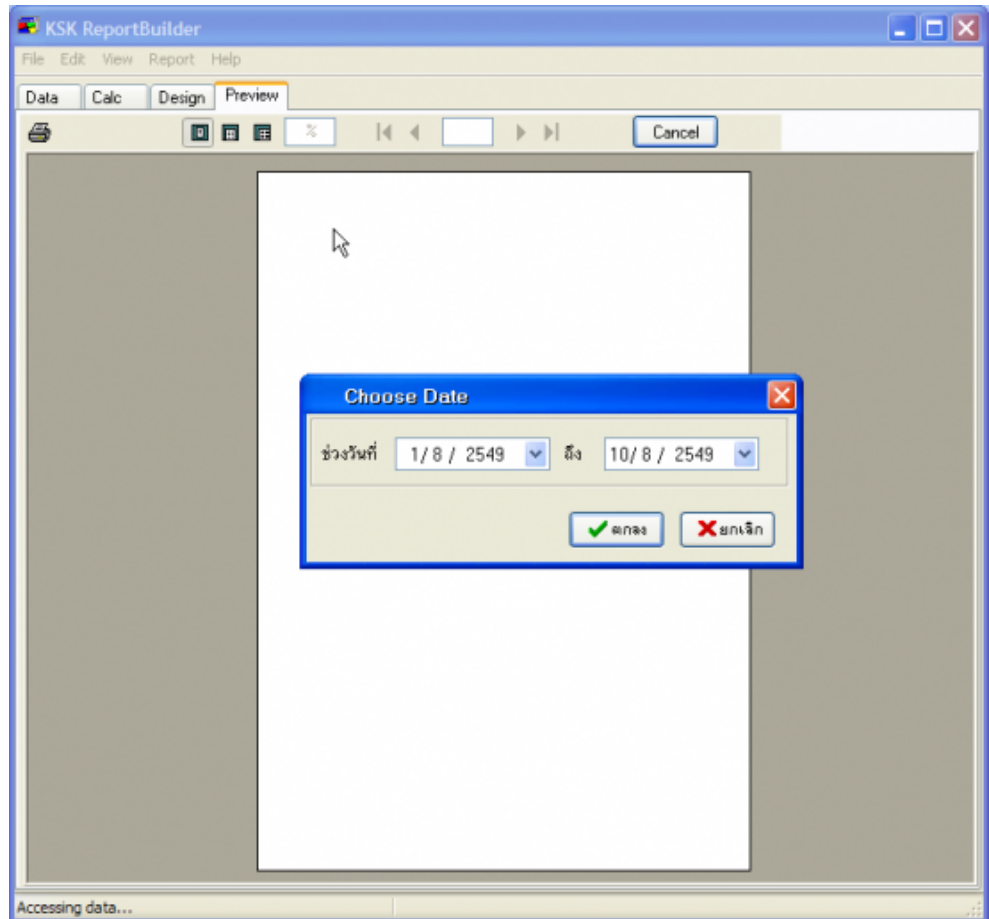 KSK ReportBuilder
File Edit View Report Help
Data Calc Design Preview
% Cancel
Choose Date
ช่วงวันที่ 1/ 8 / 2549 ถึง 10/ 8 / 2549
ตกลง ยกเลิก
Accessing data...